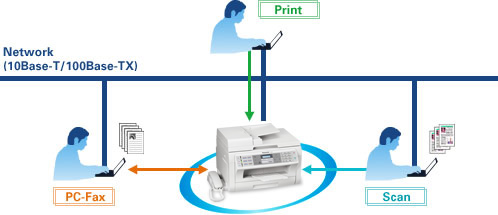 Print
Network
(10Base-T/100Base-TX)
PC-Fax
Scan